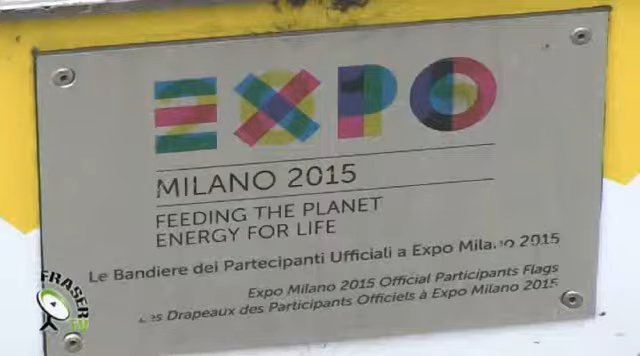 EXPO
MILANO 2015
FEEDING THE PLANET
ENERGY FOR LIFE
Le Bandiere dei Partecipanti Ufficiali a Expo Milano 2015
Expo Milano 2015 Official Participants Flags
Les Drapeaux des Participants Officiels à Expo Milano 2015
FRASER